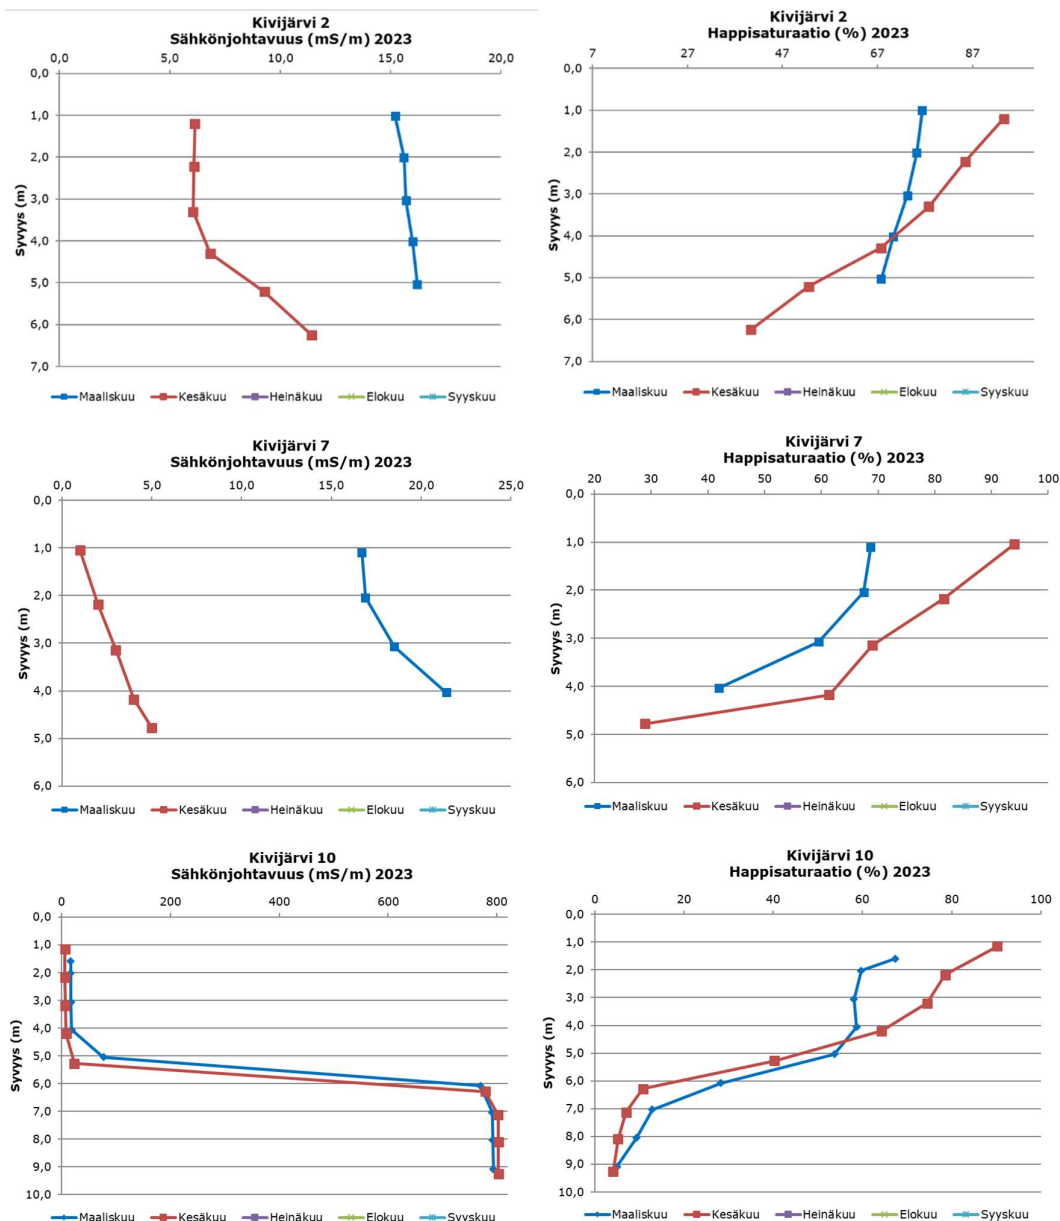 Kivijärvi 2
Sähkönjohtavuus (mS/m) 2023
0,0 5,0 10,0 15,0 20,0
0,0
1,0
2,0
3,0
4,0
5,0
6,0
7,0
Syvyys (m)
Maaliskuu Kesäkuu Heinäkuu Elokuu Syyskuu
Kivijärvi 2
Happisaturaatio (%) 2023
7 27 47 67 87
0,0
1,0
2,0
3,0
4,0
5,0
6,0
7,0
Syvyys (m)
Maaliskuu Kesäkuu Heinäkuu Elokuu Syyskuu
Kivijärvi 7
Sähkönjohtavuus (mS/m) 2023
0,0 5,0 10,0 15,0 20,0 25,0
0,0
1,0
2,0
3,0
4,0
5,0
6,0
Syvyys (m)
Maaliskuu Kesäkuu Heinäkuu Elokuu Syyskuu
Kivijärvi 7
Happisaturaatio (%) 2023
20 30 40 50 60 70 80 90 100
0,0
1,0
2,0
3,0
4,0
5,0
6,0
Syvyys (m)
Maaliskuu Kesäkuu Heinäkuu Elokuu Syyskuu
Kivijärvi 10
Sähkönjohtavuus (mS/m) 2023
0 200 400 600 800
0,0
1,0
2,0
3,0
4,0
5,0
6,0
7,0
8,0
9,0
10,0
Syvyys (m)
Maaliskuu Kesäkuu Heinäkuu Elokuu Syyskuu
Kivijärvi 10
Happisaturaatio (%) 2023
0 20 40 60 80 100
0,0
1,0
2,0
3,0
4,0
5,0
6,0
7,0
8,0
9,0
10,0
Syvyys (m)
Maaliskuu Kesäkuu Heinäkuu Elokuu Syyskuu